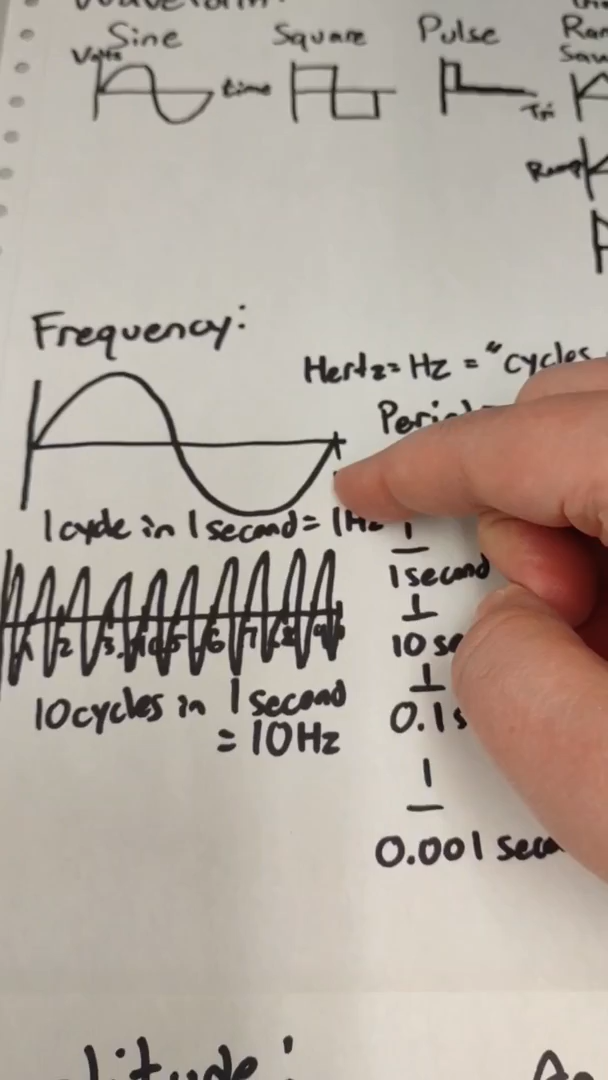 Sine
Square
Pulse
Volts
time
Tri
Ramp
Frequency:
Hertz = Hz = "cycles
1 cycle in 1 second = 1Hz
1
1 second
1
10 se
1
0.1 s
1
0.001 seco
1 2 3 4 5 6 7 8 9
10 cycles in 1 second
= 10Hz